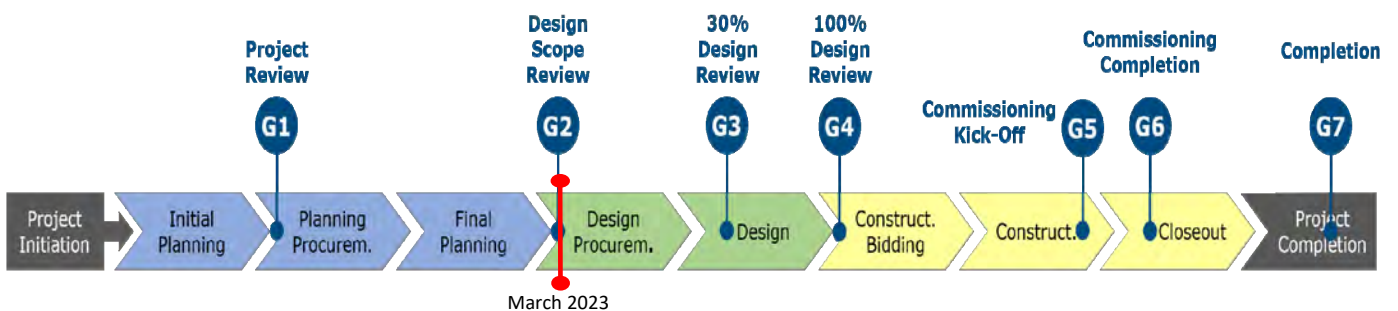 Project
Review
G1
Design
Scope
Review
G2
30%
Design
Review
G3
100%
Design
Review
G4
Commissioning
Kick-Off
G5
Commissioning
Completion
G6
Completion
G7
Project
Initiation
Initial
Planning
Planning
Procurem.
Final
Planning
Design
Procurem.
Design
Construct.
Bidding
Construct.
Closeout
Project
Completion
March 2023